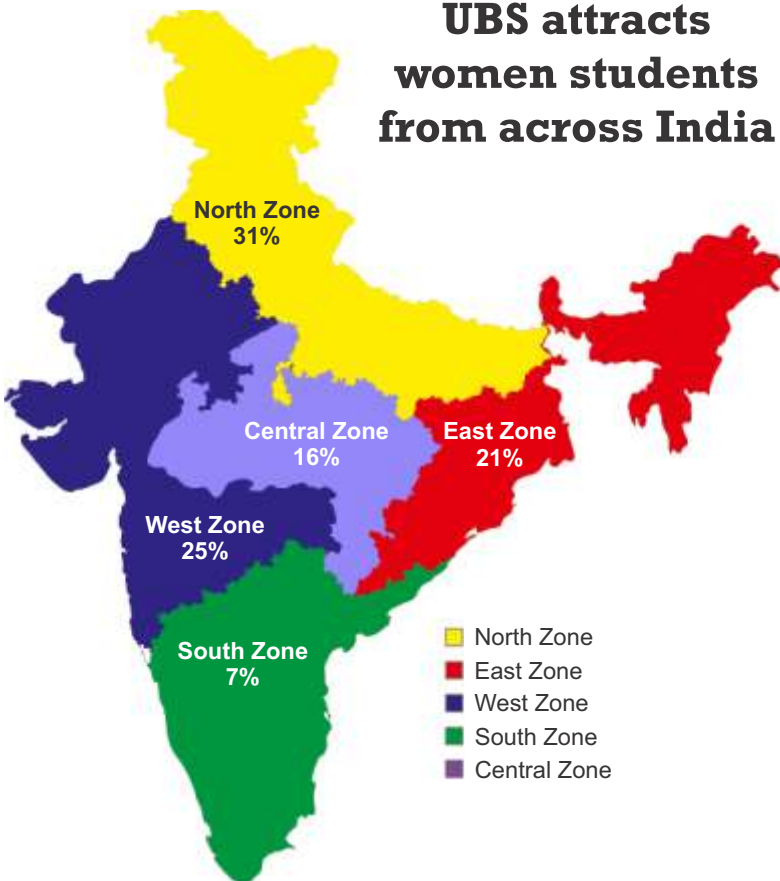 UBS attracts
women students
from across India
North Zone
31%
Central Zone
16%
East Zone
21%
West Zone
25%
South Zone
7%
North Zone
East Zone
West Zone
South Zone
Central Zone